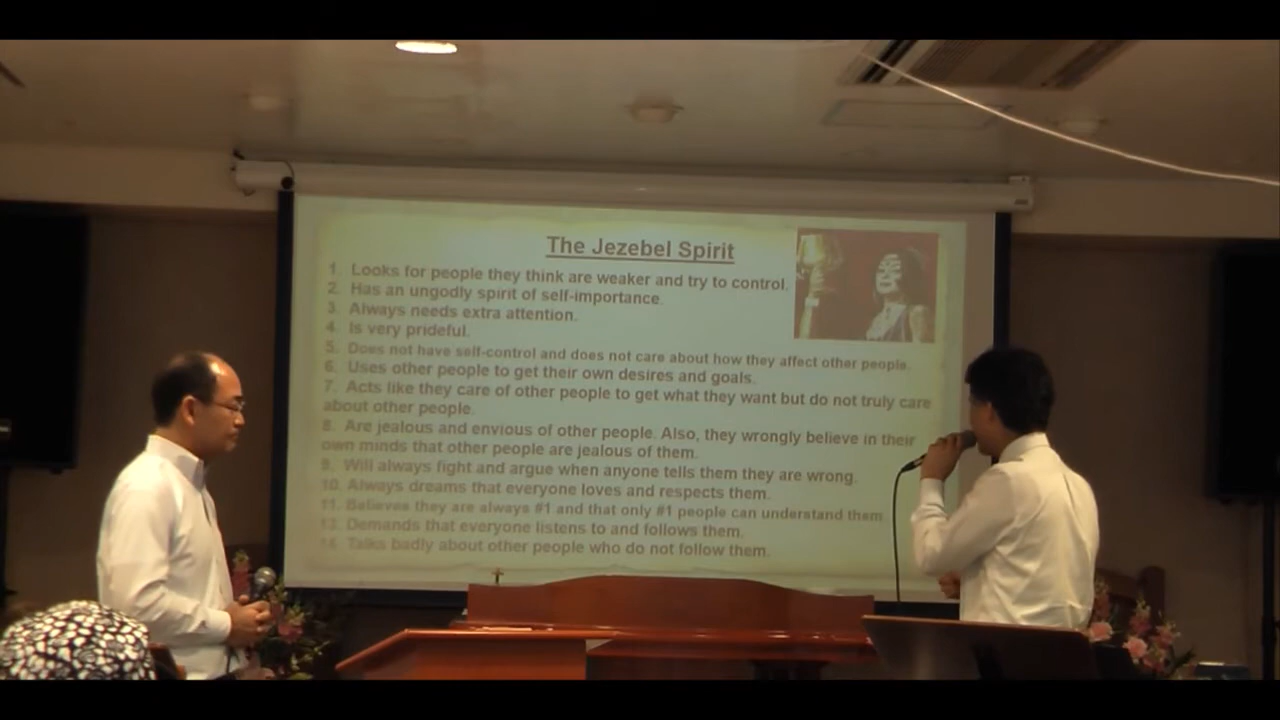 The Jezebel Spirit
1. Looks for people they think are weaker and try to control.
2. Has an ungodly spirit of self-importance.
3. Always needs extra attention.
4. Is very prideful.
5. Does not have self-control and does not care about how they affect other people.
6. Uses other people to get their own desires and goals.
7. Acts like they care of other people to get what they want but do not truly care
about other people.
8. Are jealous and envious of other people. Also, they wrongly believe in their
own minds that other people are jealous of them.
9. Will always fight and argue when anyone tells them they are wrong.
10. Always dreams that everyone loves and respects them.
11. Believes they are always #1 and that only #1 people can understand them
Demands that everyone listens to and follows them.
Talks badly about other people who do not follow them.